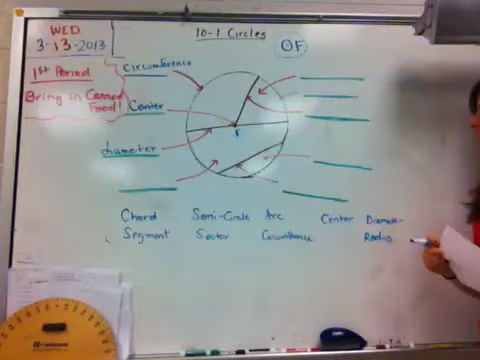 WED.
3-13-2013
10-1 Circles
OF
1st Period
Bring in Canned
Food!
Circumference
Center
diameter
Chord Semi-Circle Arc Center Diameter
Segment Sector Circumference Radius